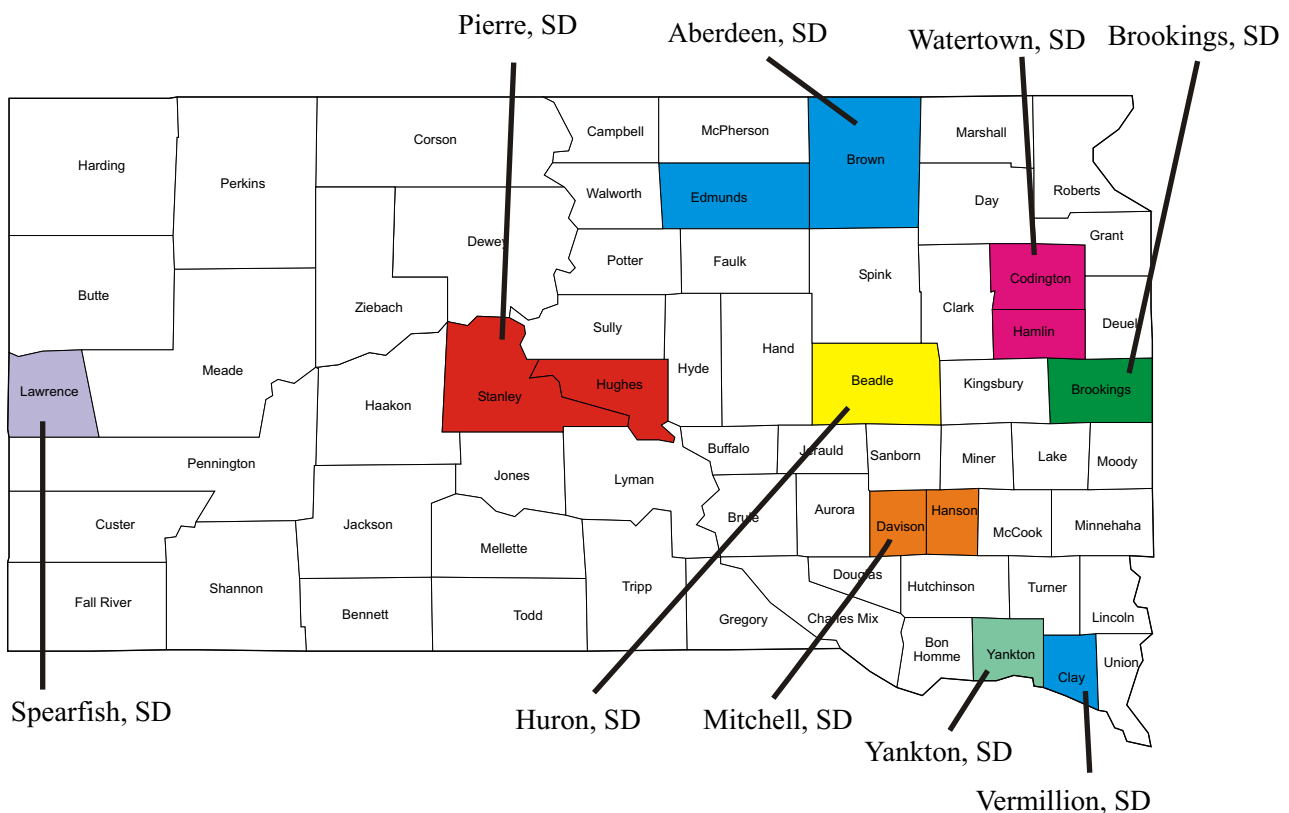 Pierre, SD
Aberdeen, SD
Watertown, SD
Brookings, SD
Harding
Perkins
Corson
Campbell
McPherson
Brown
Marshall
Roberts
Walworth
Edmunds
Day
Grant
Dewey
Potter
Faulk
Spink
Codington
Butte
Ziebach
Sully
Clark
Hamlin
Deuel
Lawrence
Meade
Haakon
Stanley
Hughes
Hyde
Hand
Beadle
Kingsbury
Brookings
Pennington
Jones
Lyman
Buffalo
Jerauld
Sanborn
Miner
Lake
Moody
Custer
Jackson
Mellette
Brule
Aurora
Davison
Hanson
McCook
Minnehaha
Fall River
Shannon
Bennett
Todd
Tripp
Gregory
Douglas
Charles Mix
Hutchinson
Turner
Lincoln
Bon
Homme
Yankton
Clay
Union
Spearfish, SD
Huron, SD
Mitchell, SD
Yankton, SD
Vermillion, SD